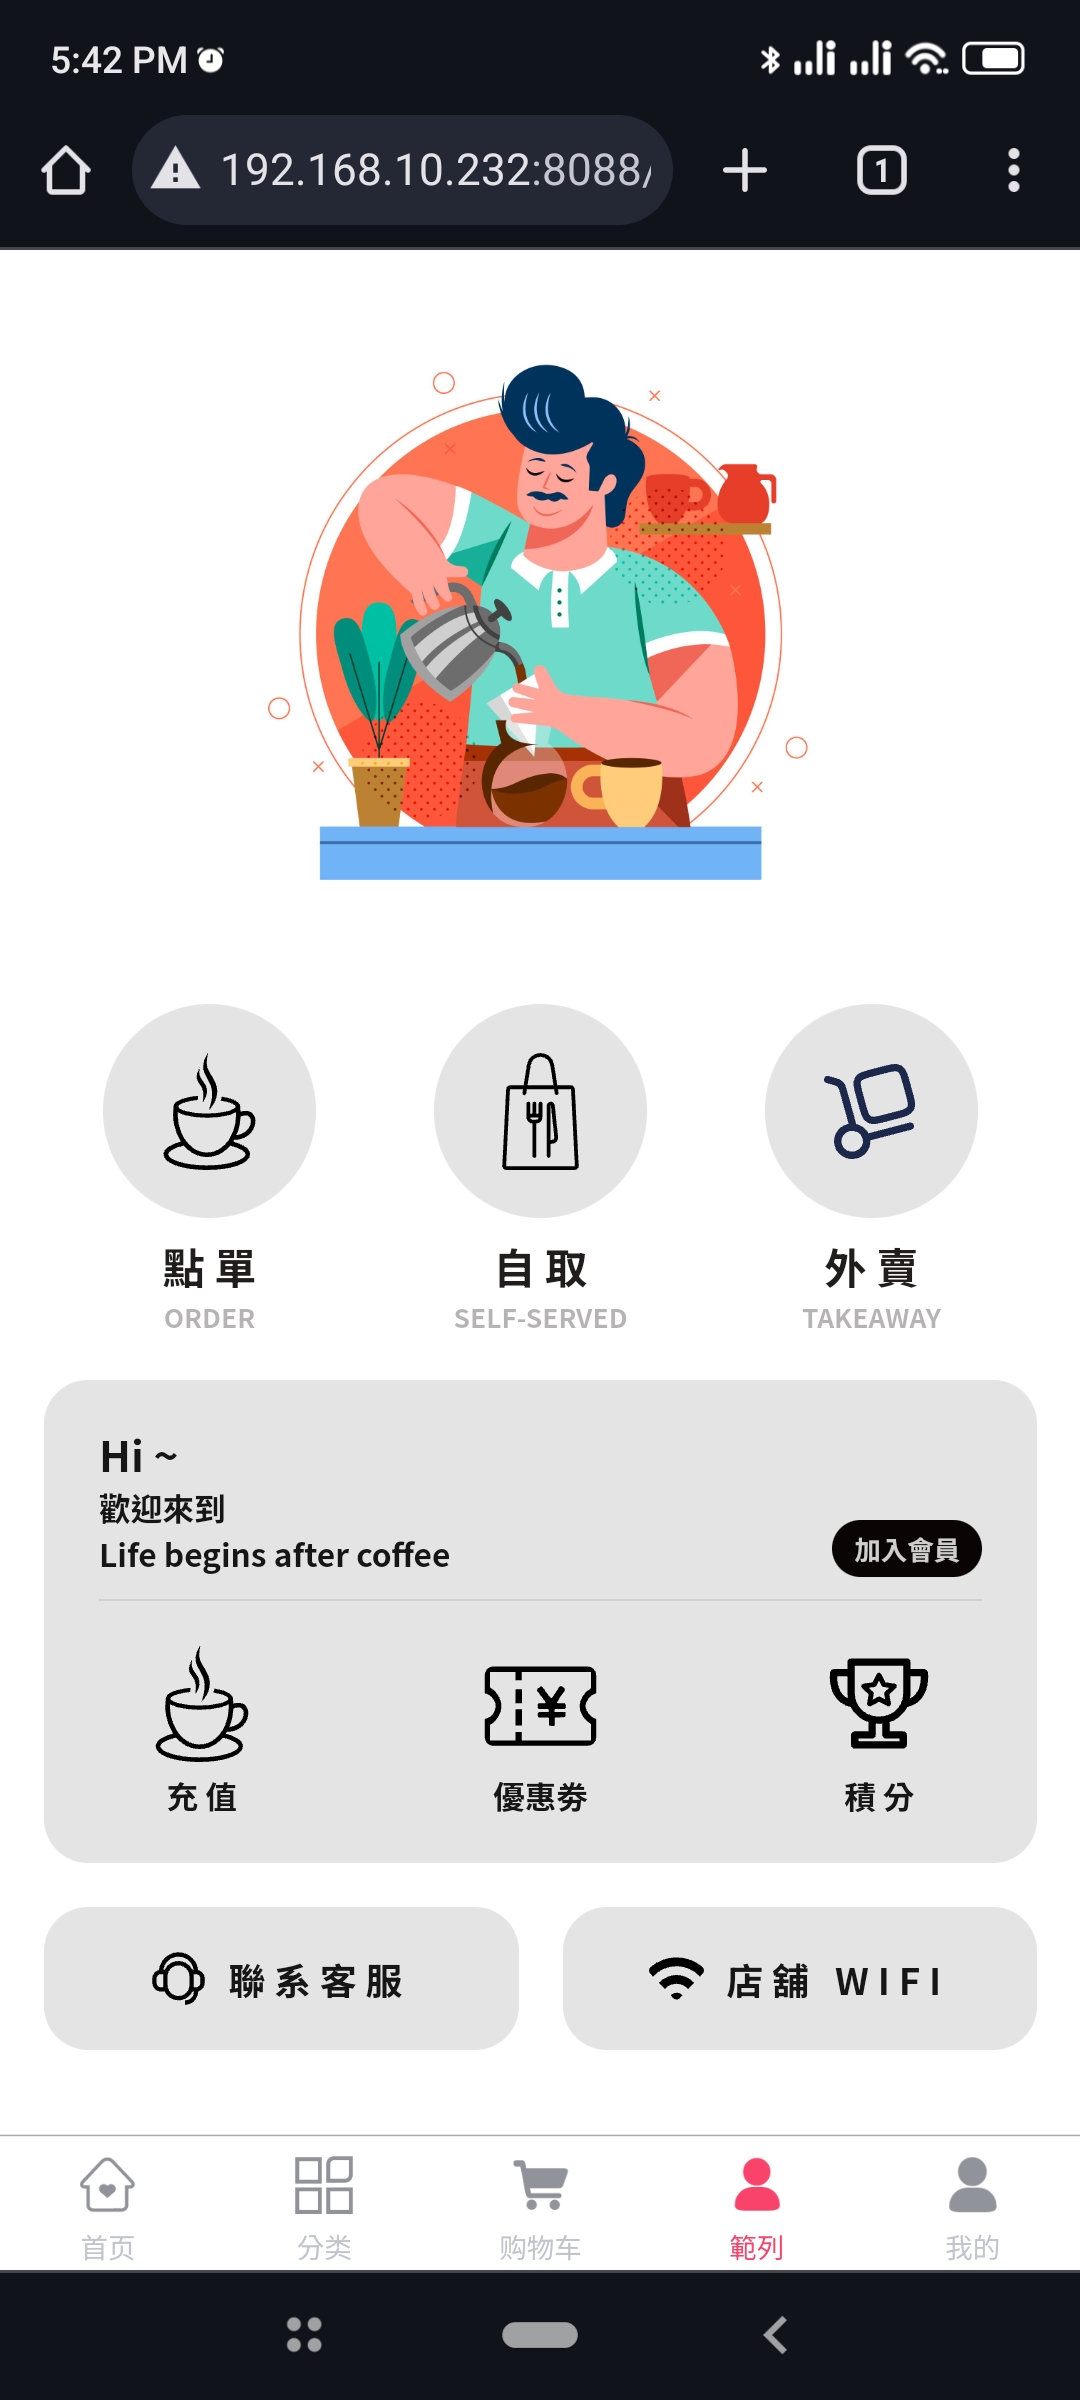 5:42 PM
192.168.10.232:8088/
1
點單
ORDER
自取
SELF-SERVED
外賣
TAKEAWAY
Hi ~
歡迎來到
Life begins after coffee
加入會員
充值
優惠券
積分
聯系客服
店舖 WIFI
首页
分类
购物车
範列
我的